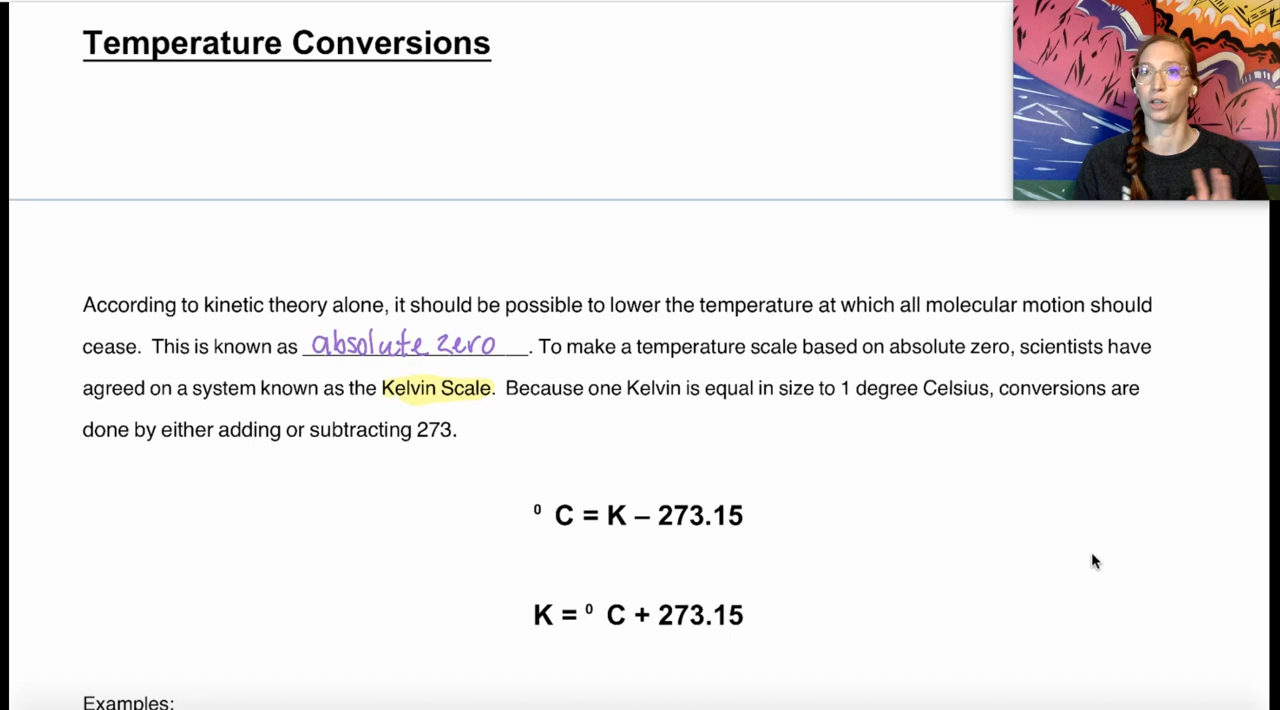 Temperature Conversions
According to kinetic theory alone, it should be possible to lower the temperature at which all molecular motion should
cease. This is known as absolute zero. To make a temperature scale based on absolute zero, scientists have
agreed on a system known as the Kelvin Scale. Because one Kelvin is equal in size to 1 degree Celsius, conversions are
done by either adding or subtracting 273.
⁰ C = K – 273.15
K = ⁰ C + 273.15
Examples: